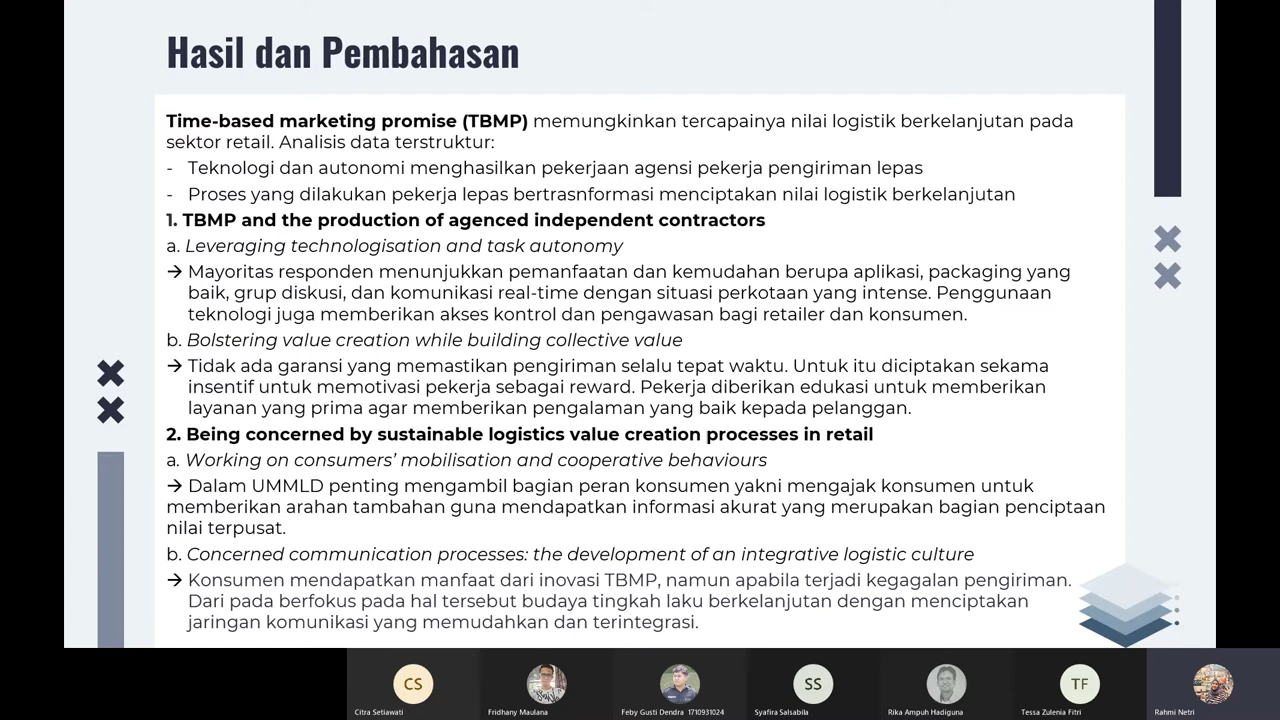 Hasil dan Pembahasan
Time-based marketing promise (TBMP) memungkinkan tercapainya nilai logistik berkelanjutan pada
sektor retail. Analisis data terstruktur:
- Teknologi dan autonomi menghasilkan pekerjaan agensi pekerja pengiriman lepas
- Proses yang dilakukan pekerja lepas bertrasnformasi menciptakan nilai logistik berkelanjutan
1. TBMP and the production of agenced independent contractors
a. Leveraging technologisation and task autonomy
→ Mayoritas responden menunjukkan pemanfaatan dan kemudahan berupa aplikasi, packaging yang
baik, grup diskusi, dan komunikasi real-time dengan situasi perkotaan yang intense. Penggunaan
teknologi juga memberikan akses kontrol dan pengawasan bagi retailer dan konsumen.
b. Bolstering value creation while building collective value
→ Tidak ada garansi yang memastikan pengiriman selalu tepat waktu. Untuk itu diciptakan sekama
insentif untuk memotivasi pekerja sebagai reward. Pekerja diberikan edukasi untuk memberikan
layanan yang prima agar memberikan pengalaman yang baik kepada pelanggan.
2. Being concerned by sustainable logistics value creation processes in retail
a. Working on consumers’ mobilisation and cooperative behaviours
→ Dalam UMMLD penting mengambil bagian peran konsumen yakni mengajak konsumen untuk
memberikan arahan tambahan guna mendapatkan informasi akurat yang merupakan bagian penciptaan
nilai terpusat.
b. Concerned communication processes: the development of an integrative logistic culture
→ Konsumen mendapatkan manfaat dari inovasi TBMP, namun apabila terjadi kegagalan pengiriman.
Dari pada berfokus pada hal tersebut budaya tingkah laku berkelanjutan dengan menciptakan
jaringan komunikasi yang memudahkan dan terintegrasi.
CS
SS
TF
Citra Setiawati
Fridhany Maulana
Feby Gusti Dendra 1710931024
Syafira Salsabila
Rika Ampuh Hadiguna
Tessa Zulenia Fitri
Rahmi Netri